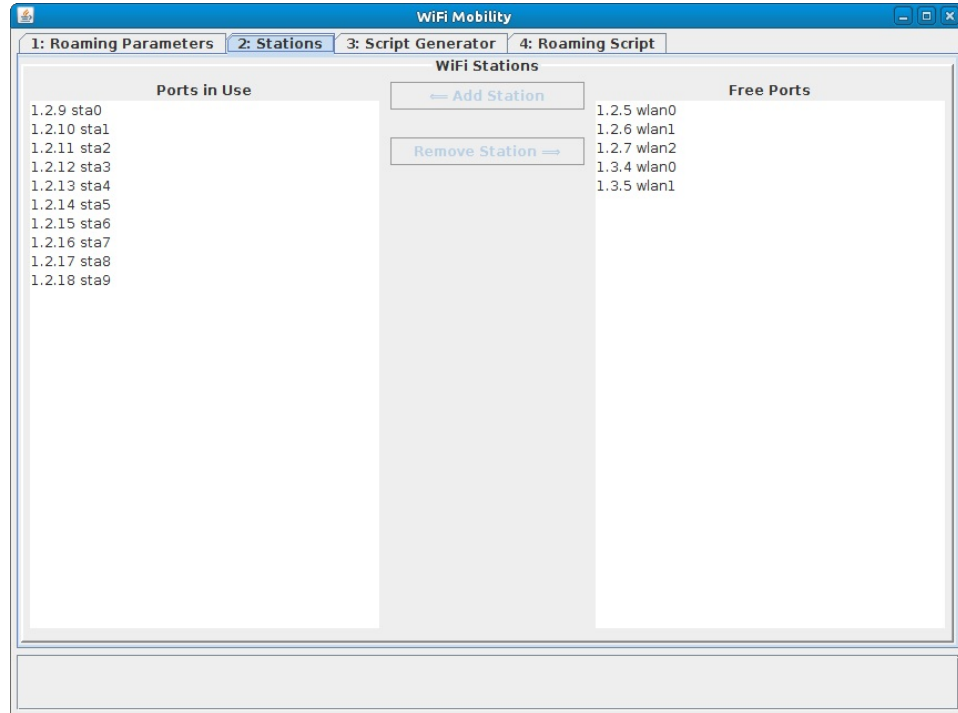 WiFi Mobility
1: Roaming Parameters
2: Stations
3: Script Generator
4: Roaming Script
WiFi Stations
Ports in Use
1.2.9 sta0
1.2.10 sta1
1.2.11 sta2
1.2.12 sta3
1.2.13 sta4
1.2.14 sta5
1.2.15 sta6
1.2.16 sta7
1.2.17 sta8
1.2.18 sta9
⇐ Add Station
Remove Station ⇒
Free Ports
1.2.5 wlan0
1.2.6 wlan1
1.2.7 wlan2
1.3.4 wlan0
1.3.5 wlan1